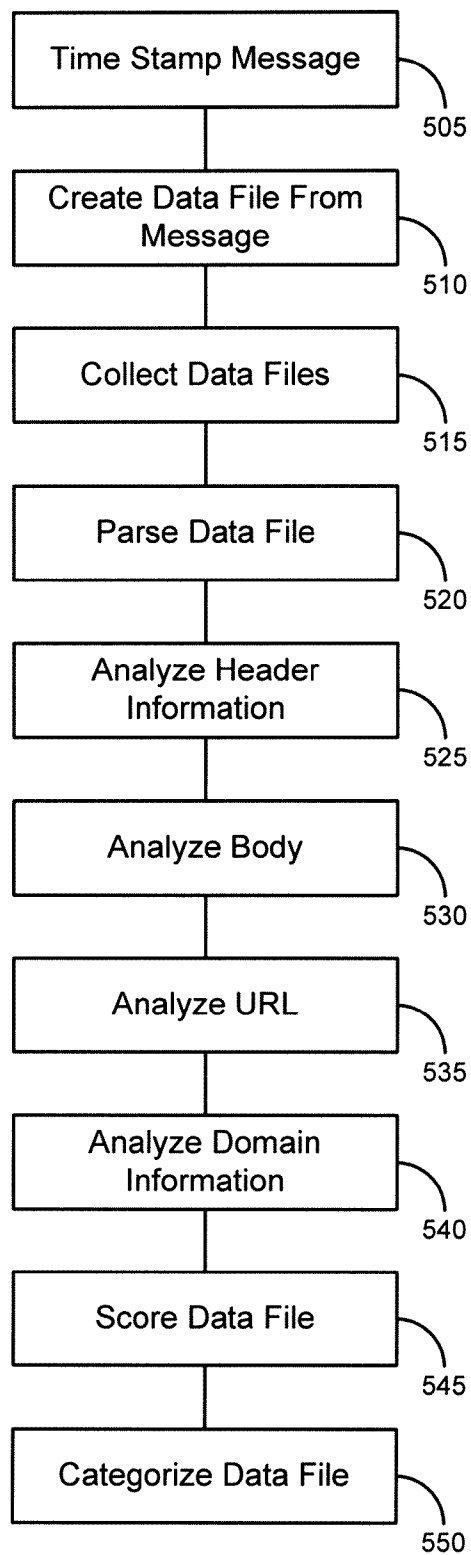 Time Stamp Message
505
Create Data File From
Message
510
Collect Data Files
515
Parse Data File
520
Analyze Header
Information
525
Analyze Body
530
Analyze URL
535
Analyze Domain
Information
540
Score Data File
545
Categorize Data File
550